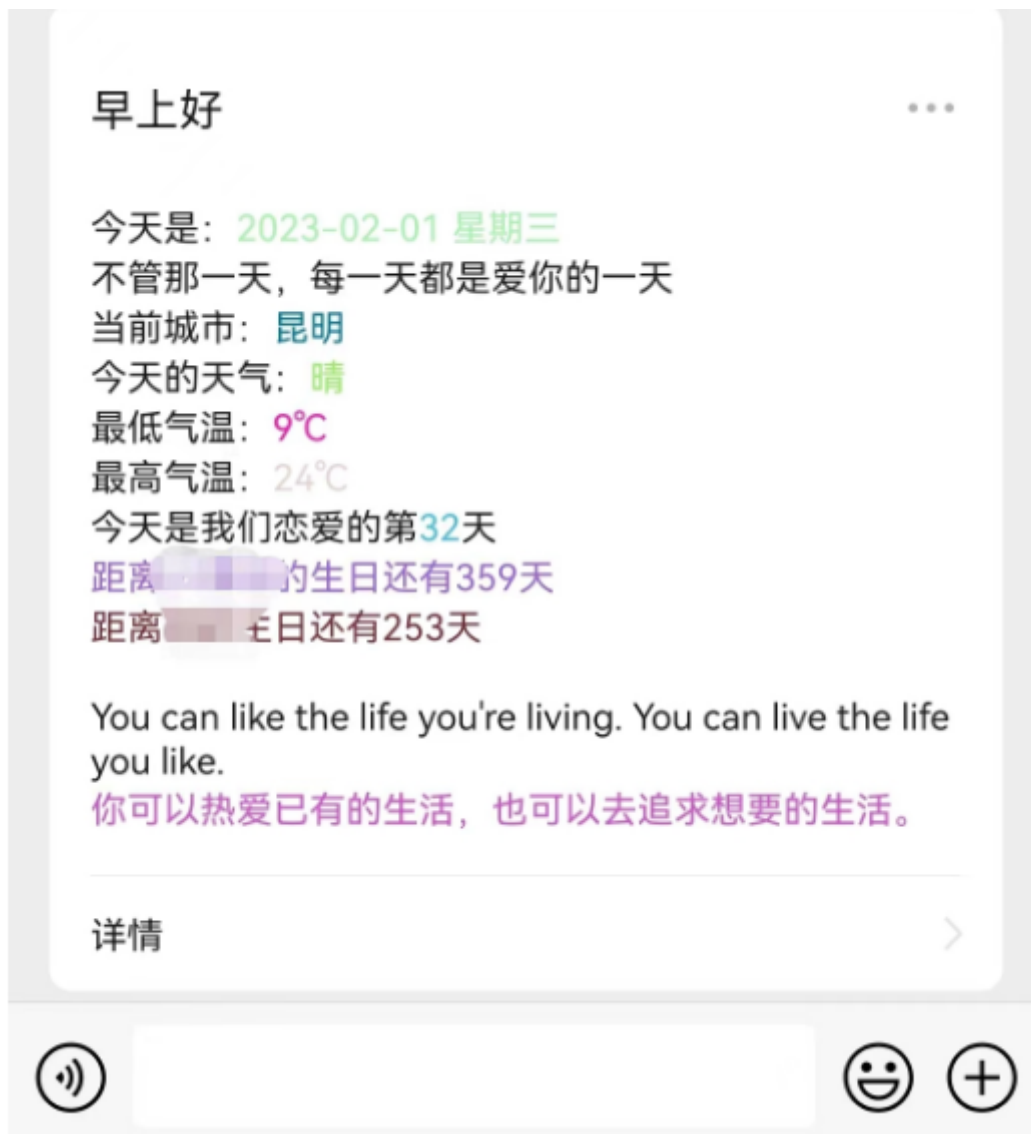 早上好
今天是：2023-02-01 星期三
不管那一天，每一天都是爱你的一天
当前城市：昆明
今天的天气：晴
最低气温：9℃
最高气温：24℃
今天是我们恋爱的第32天
距离的生日还有359天
距离生日还有253天
You can like the life you're living. You can live the life
you like.
你可以热爱已有的生活，也可以去追求想要的生活。
详情